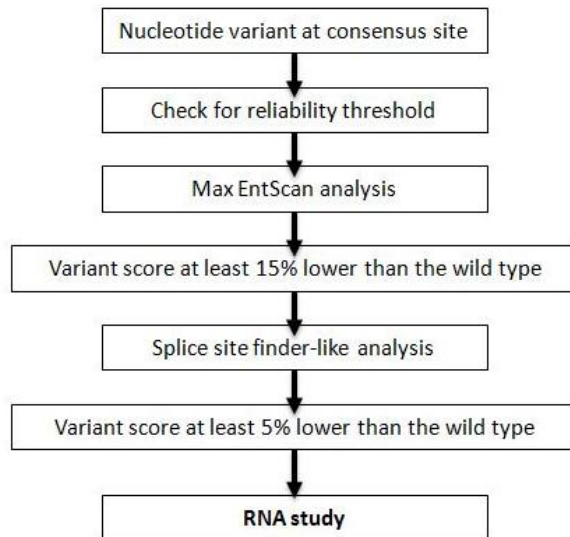 Nucleotide variant at consensus site
Check for reliability threshold
Max EntScan analysis
Variant score at least 15% lower than the wild type
Splice site finder-like analysis
Variant score at least 5% lower than the wild type
RNA study